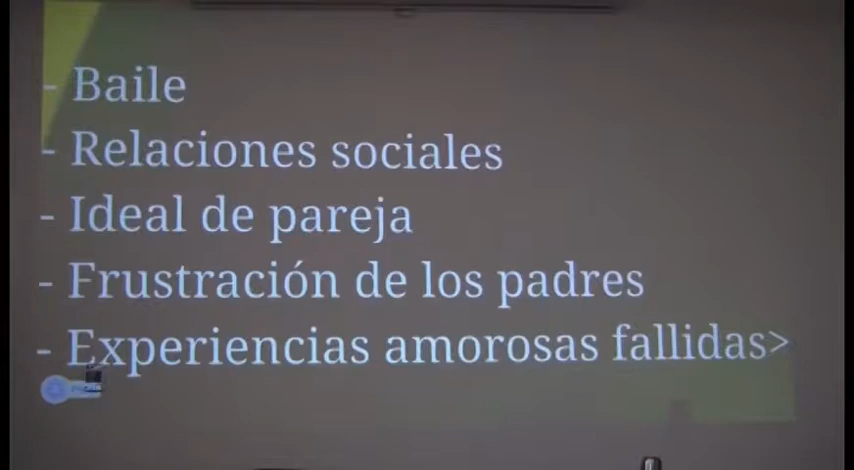 - Baile
- Relaciones sociales
- Ideal de pareja
- Frustración de los padres
- Experiencias amorosas fallidas>